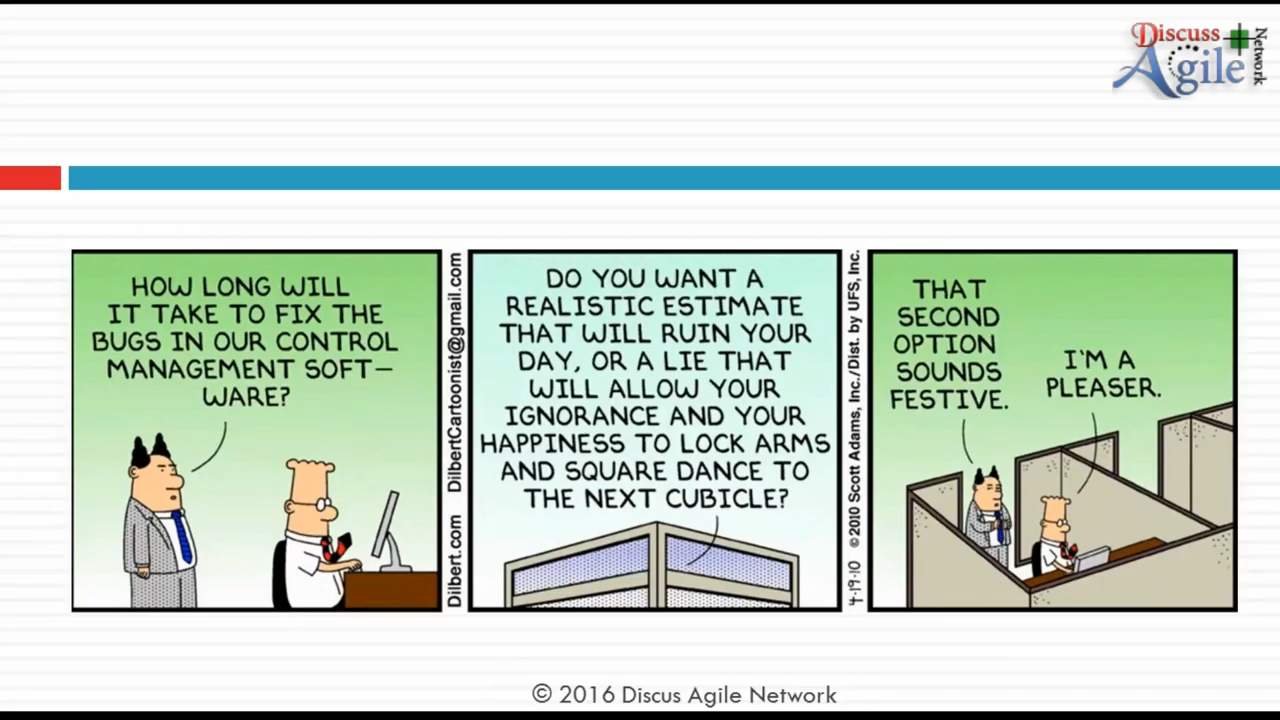 Discuss
Agile
Network
HOW LONG WILL
IT TAKE TO FIX THE
BUGS IN OUR CONTROL
MANAGEMENT SOFT–
WARE?
Dilbert.com DilbertCartoonist@gmail.com
DO YOU WANT A
REALISTIC ESTIMATE
THAT WILL RUIN YOUR
DAY, OR A LIE THAT
WILL ALLOW YOUR
IGNORANCE AND YOUR
HAPPINESS TO LOCK ARMS
AND SQUARE DANCE TO
THE NEXT CUBICLE?
4-19-10 ©2010 Scott Adams, Inc./Dist. by UFS, Inc.
THAT
SECOND
OPTION
SOUNDS
FESTIVE.
I'M A
PLEASER.
© 2016 Discus Agile Network